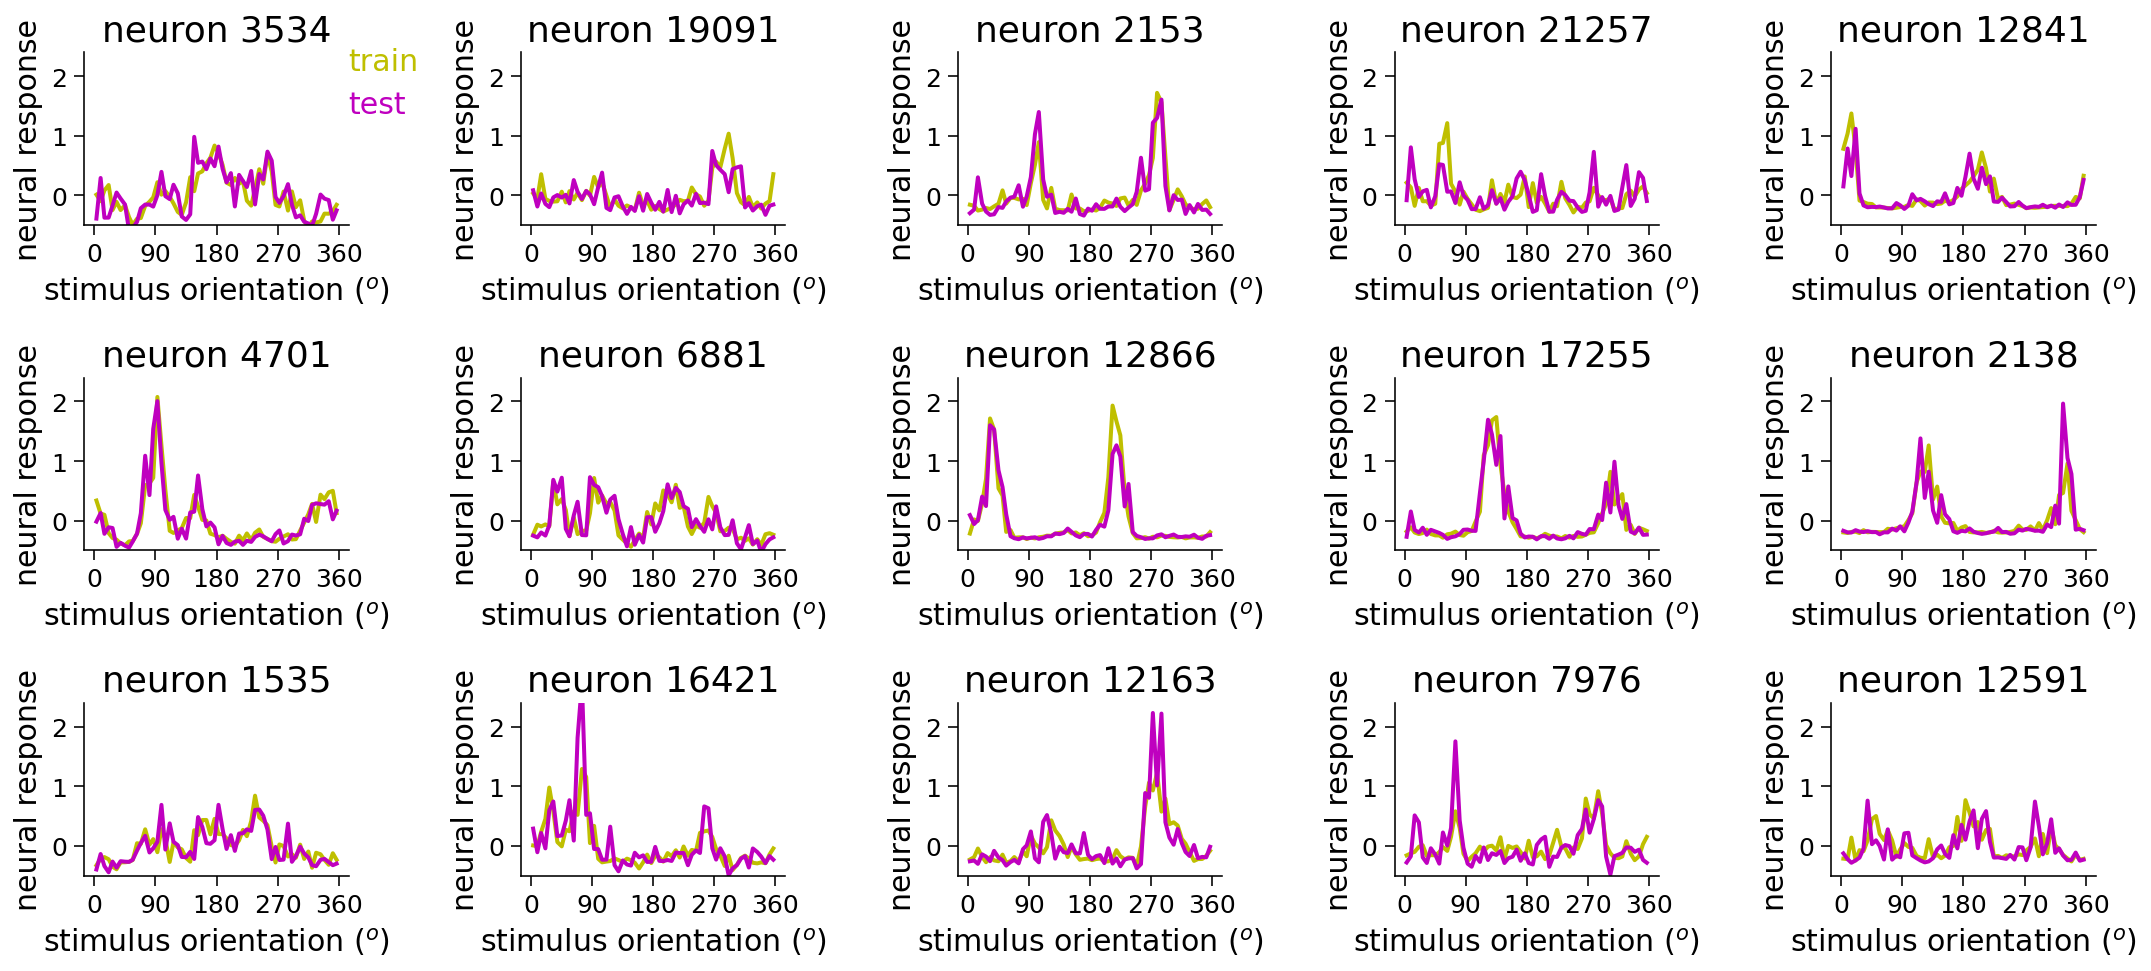 neuron 3534
neuron 19091
neuron 2153
neuron 21257
neuron 12841
train
test
neural response
2
1
0
neural response
2
1
0
neural response
2
1
0
neural response
2
1
0
neural response
2
1
0
0 90 180 270 360
0 90 180 270 360
0 90 180 270 360
0 90 180 270 360
0 90 180 270 360
stimulus orientation (°)
stimulus orientation (°)
stimulus orientation (°)
stimulus orientation (°)
stimulus orientation (°)
neuron 4701
neuron 6881
neuron 12866
neuron 17255
neuron 2138
neural response
2
1
0
neural response
2
1
0
neural response
2
1
0
neural response
2
1
0
neural response
2
1
0
0 90 180 270 360
0 90 180 270 360
0 90 180 270 360
0 90 180 270 360
0 90 180 270 360
stimulus orientation (°)
stimulus orientation (°)
stimulus orientation (°)
stimulus orientation (°)
stimulus orientation (°)
neuron 1535
neuron 16421
neuron 12163
neuron 7976
neuron 12591
neural response
2
1
0
neural response
2
1
0
neural response
2
1
0
neural response
2
1
0
neural response
2
1
0
0 90 180 270 360
0 90 180 270 360
0 90 180 270 360
0 90 180 270 360
0 90 180 270 360
stimulus orientation (°)
stimulus orientation (°)
stimulus orientation (°)
stimulus orientation (°)
stimulus orientation (°)